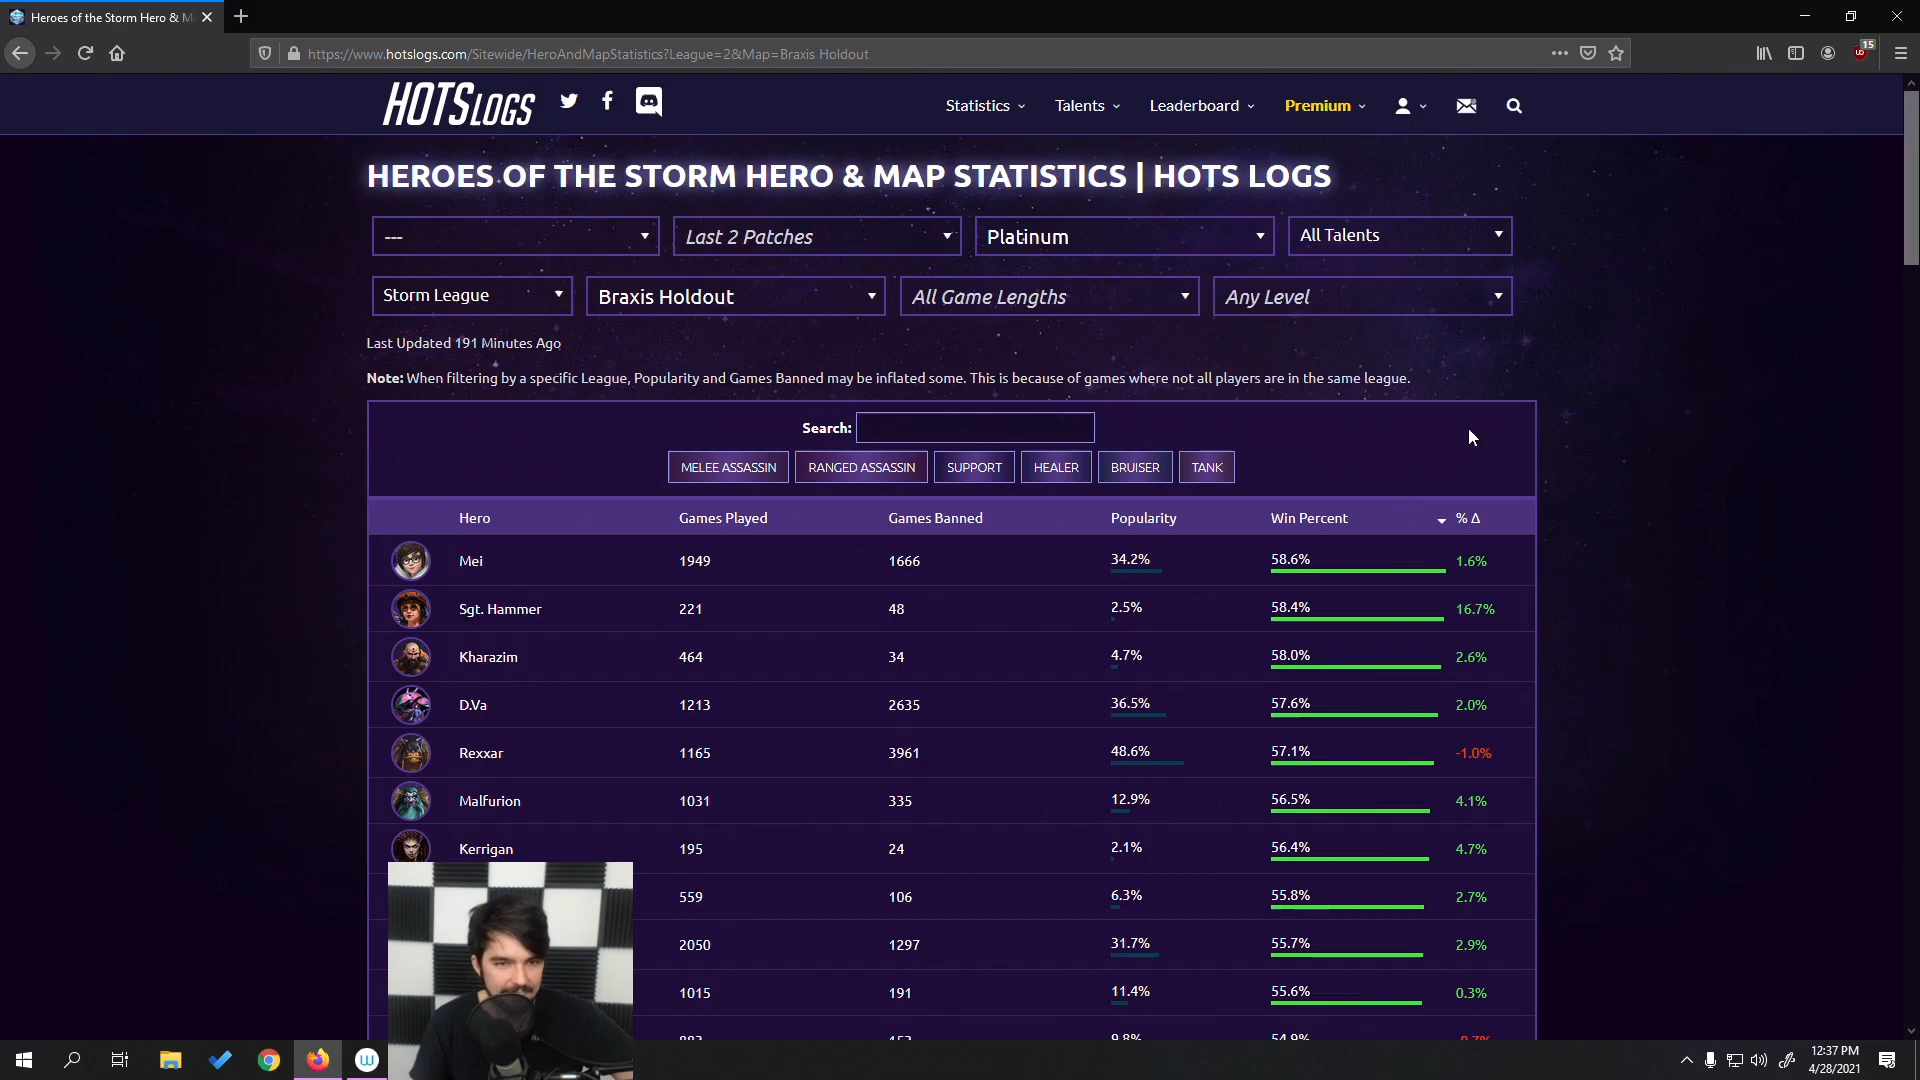 Heroes of the Storm Hero & M
https://www.hotslogs.com/Sitewide/HeroAndMapStatistics?League=2&Map=Braxis Holdout
15
HOTSLOGS
Statistics
Talents
Leaderboard
Premium
HEROES OF THE STORM HERO & MAP STATISTICS | HOTS LOGS
---
Last 2 Patches
Platinum
All Talents
Storm League
Braxis Holdout
All Game Lengths
Any Level
Last Updated 191 Minutes Ago
Note: When filtering by a specific League, Popularity and Games Banned may be inflated some. This is because of games where not all players are in the same league.
Search:
MELEE ASSASSIN
RANGED ASSASSIN
SUPPORT
HEALER
BRUISER
TANK
Hero Games Played Games Banned Popularity Win Percent % Δ
Mei 1949 1666 34.2% 58.6% 1.6%
Sgt. Hammer 221 48 2.5% 58.4% 16.7%
Kharazim 464 34 4.7% 58.0% 2.6%
D.Va 1213 2635 36.5% 57.6% 2.0%
Rexxar 1165 3961 48.6% 57.1% -1.0%
Malfurion 1031 335 12.9% 56.5% 4.1%
Kerrigan 195 24 2.1% 56.4% 4.7%
559 106 6.3% 55.8% 2.7%
2050 1297 31.7% 55.7% 2.9%
1015 191 11.4% 55.6% 0.3%
12:37 PM
4/28/2021